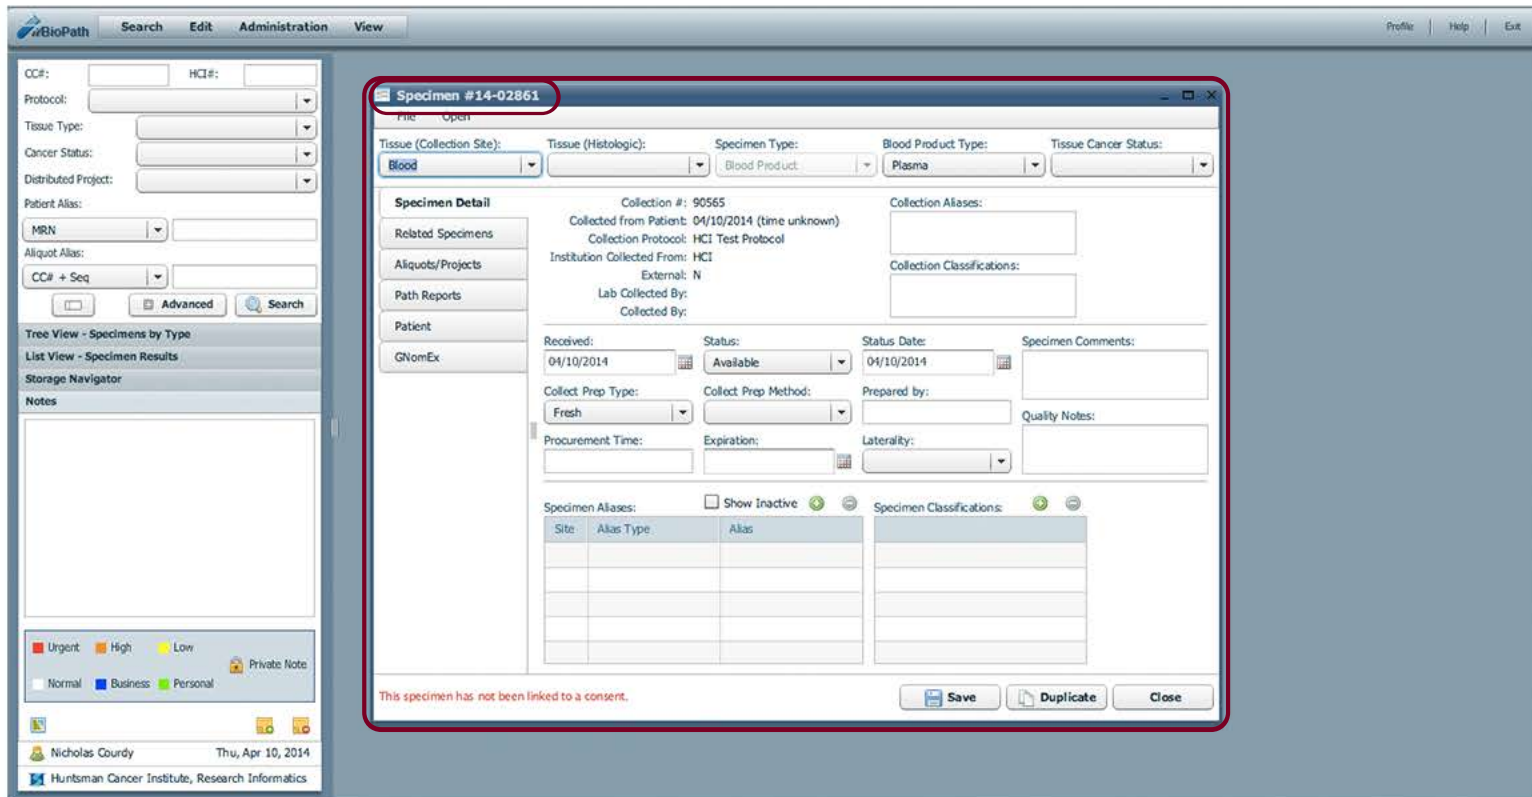 itBioPath Search Edit Administration View Profile Help Exit
CC#: HCI#:
Protocol:
Tissue Type:
Cancer Status:
Distributed Project:
Patient Alias:
MRN
Aliquot Alias:
CC# + Seq
Advanced Search
Tree View - Specimens by Type
List View - Specimen Results
Storage Navigator
Notes
Urgent High Low
Private Note
Normal Business Personal
Nicholas Courdy Thu, Apr 10, 2014
Huntsman Cancer Institute, Research Informatics
Specimen #14-02861
File Open
Tissue (Collection Site): Tissue (Histologic): Specimen Type: Blood Product Type: Tissue Cancer Status:
Blood Blood Product Plasma
Specimen Detail
Related Specimens
Aliquots/Projects
Path Reports
Patient
GNomEx
Collection #: 90565
Collected from Patient: 04/10/2014 (time unknown)
Collection Protocol: HCI Test Protocol
Institution Collected From: HCI
External: N
Lab Collected By:
Collected By:
Collection Aliases:
Collection Classifications:
Received: Status: Status Date: Specimen Comments:
04/10/2014 Available 04/10/2014
Collect Prep Type: Collect Prep Method: Prepared by:
Fresh
Quality Notes:
Procurement Time: Expiration: Laterality:
Specimen Aliases: Show Inactive Specimen Classifications:
Site Alias Type Alias
This specimen has not been linked to a consent.
Save Duplicate Close